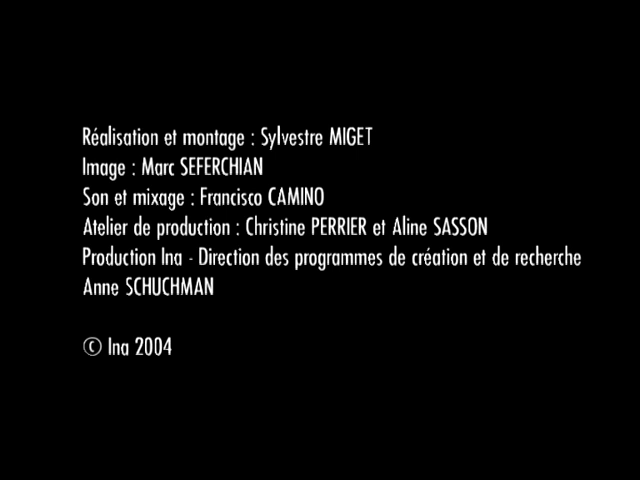 Réalisation et montage : Sylvestre MIGET
Image : Marc SEFERCHIAN
Son et mixage : Francisco CAMINO
Atelier de production : Christine PERRIER et Aline SASSON
Production Ina - Direction des programmes de création et de recherche
Anne SCHUCHMAN
© Ina 2004